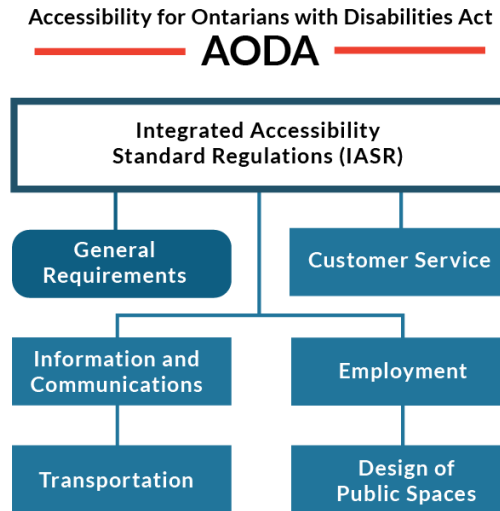 Accessibility for Ontarians with Disabilities Act
AODA
Integrated Accessibility
Standard Regulations (IASR)
General
Requirements
Customer Service
Information and
Communications
Employment
Transportation
Design of
Public Spaces